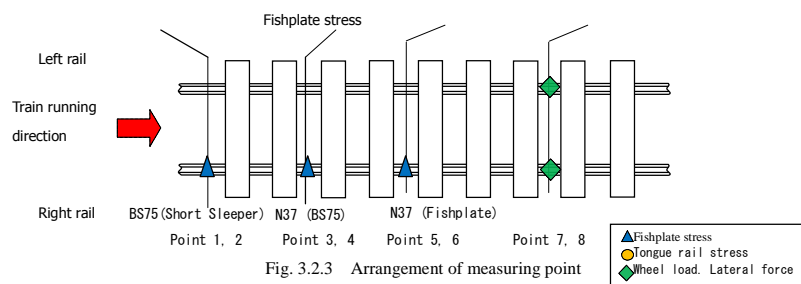 Fishplate stress
Left rail
Train running
direction
Right rail
BS75(Short Sleeper)
N37 (BS75)
N37 (Fishplate)
Point 1, 2
Point 3, 4
Point 5, 6
Point 7, 8
Fishplate stress
Tongue rail stress
Wheel load. Lateral force
Fig. 3.2.3 Arrangement of measuring point